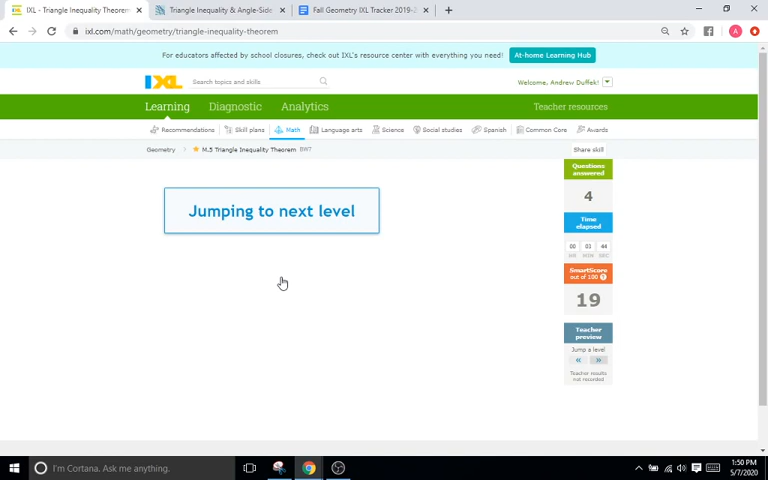 IXL - Triangle Inequality Theorem
Triangle Inequality & Angle-Side
Fall Geometry IXL Tracker 2019-2
ixl.com/math/geometry/triangle-inequality-theorem
For educators affected by school closures, check out IXL's resource center with everything you need!
At-home Learning Hub
IXL
Search topics and skills
Welcome, Andrew Duffek!
Learning
Diagnostic
Analytics
Teacher resources
Recommendations
Skill plans
Math
Language arts
Science
Social studies
Spanish
Common Core
Awards
Geometry
M.5 Triangle Inequality Theorem BW7
Share skill
Questions
answered
4
Time
elapsed
00 03 44
HR MIN SEC
SmartScore
out of 100
19
Teacher
preview
Jump a level
Teacher results
not recorded
Jumping to next level
I'm Cortana. Ask me anything.
1:50 PM
5/7/2020